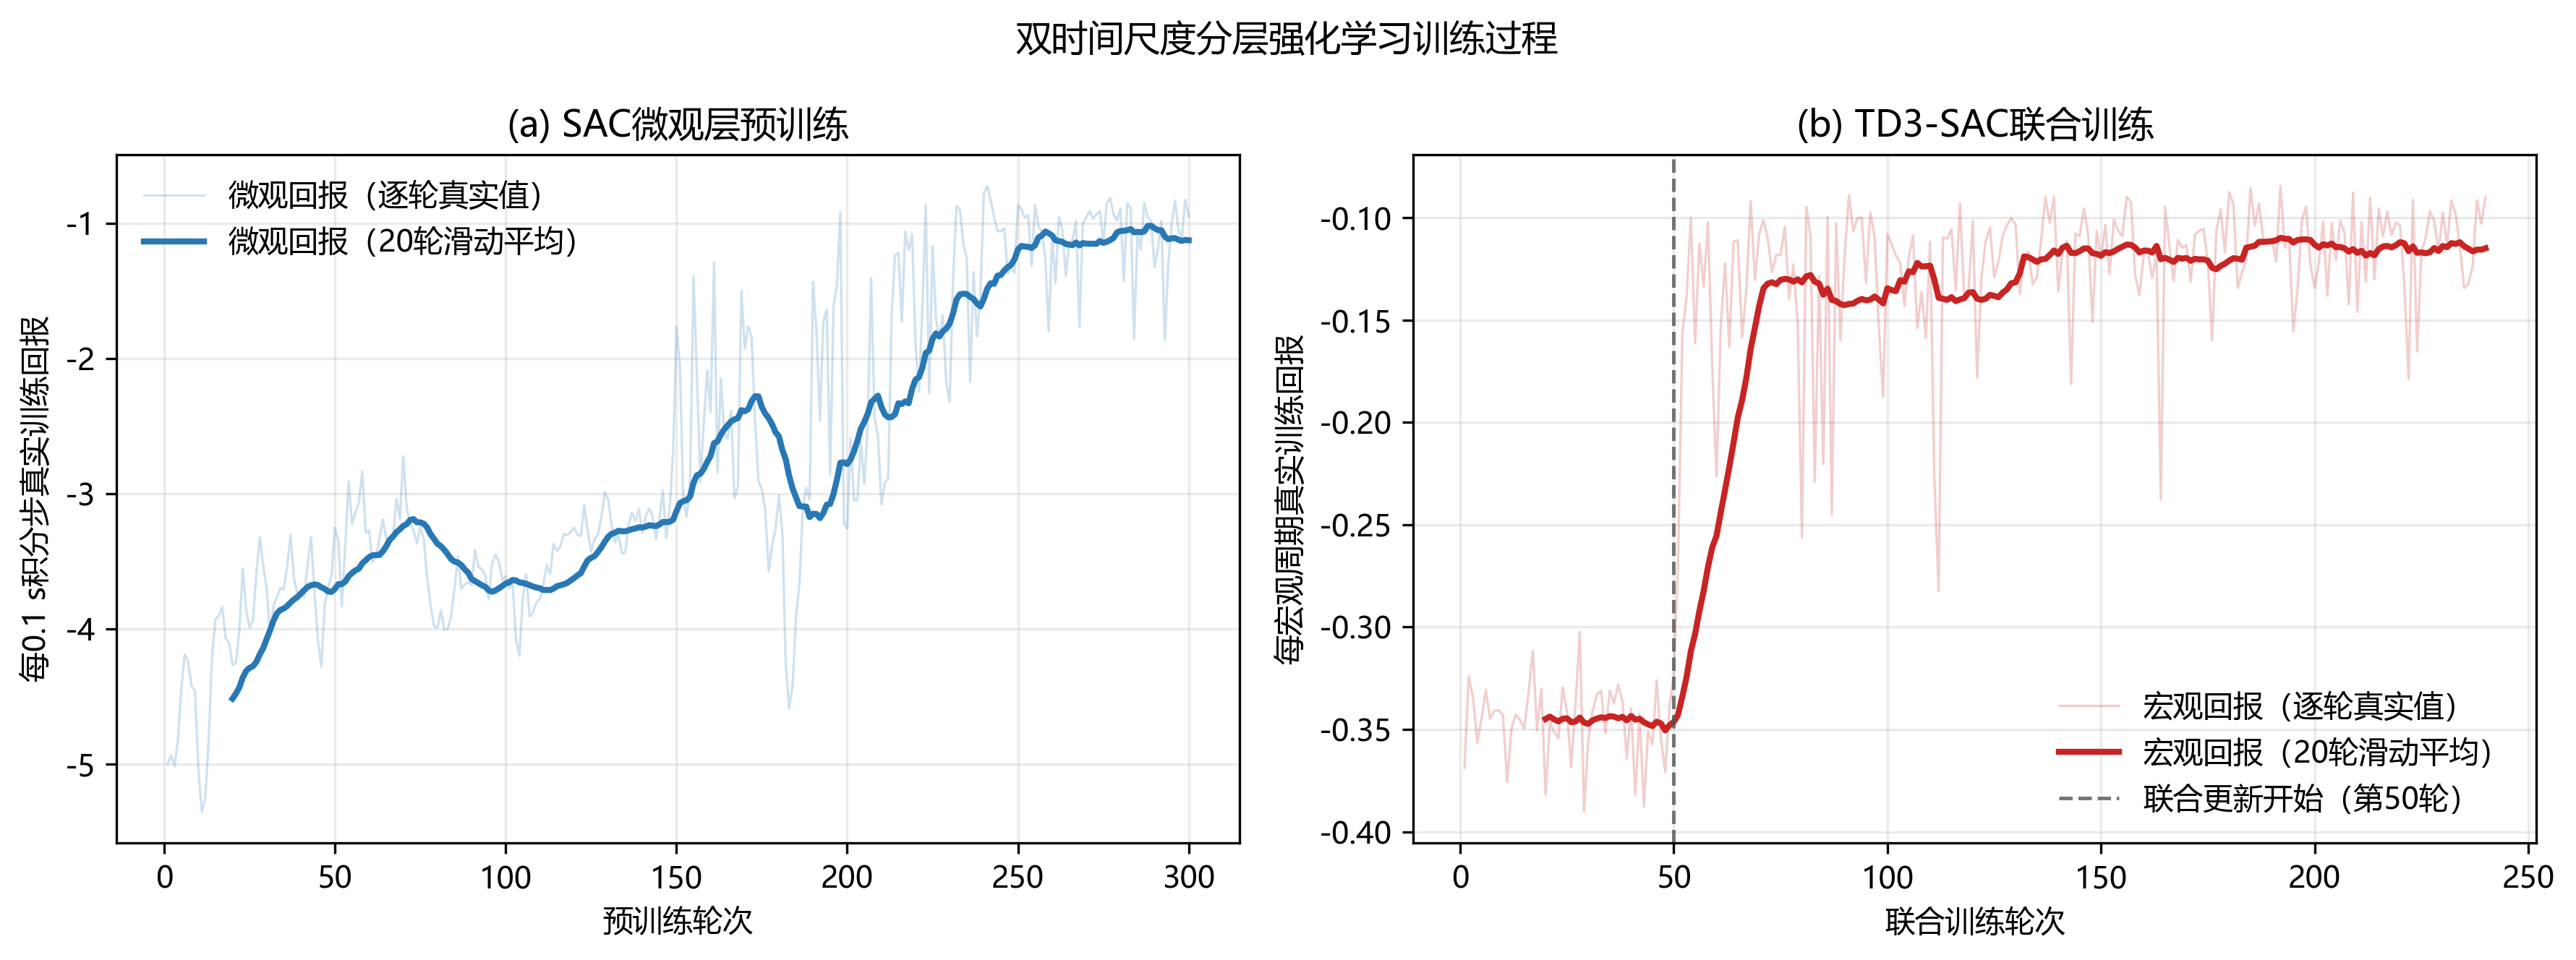 双时间尺度分层强化学习训练过程
(a) SAC微观层预训练
微观回报（逐轮真实值）
微观回报（20轮滑动平均）
每0.1 s积分步真实训练回报
-1
-2
-3
-4
-5
0 50 100 150 200 250 300
预训练轮次
(b) TD3-SAC联合训练
每宏观周期真实训练回报
-0.10
-0.15
-0.20
-0.25
-0.30
-0.35
-0.40
宏观回报（逐轮真实值）
宏观回报（20轮滑动平均）
联合更新开始（第50轮）
0 50 100 150 200 250
联合训练轮次